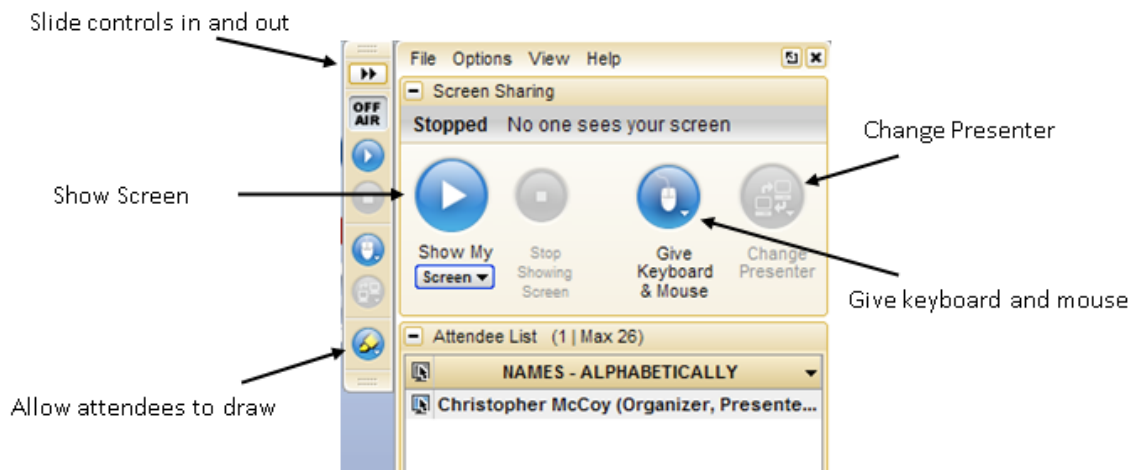 Slide controls in and out
File Options View Help
Screen Sharing
OFF
AIR
Stopped No one sees your screen
Change Presenter
Show Screen
Show My
Screen
Stop
Showing
Screen
Give
Keyboard
& Mouse
Change
Presenter
Give keyboard and mouse
Attendee List (1 | Max 26)
NAMES - ALPHABETICALLY
Christopher McCoy (Organizer, Presente...
Allow attendees to draw